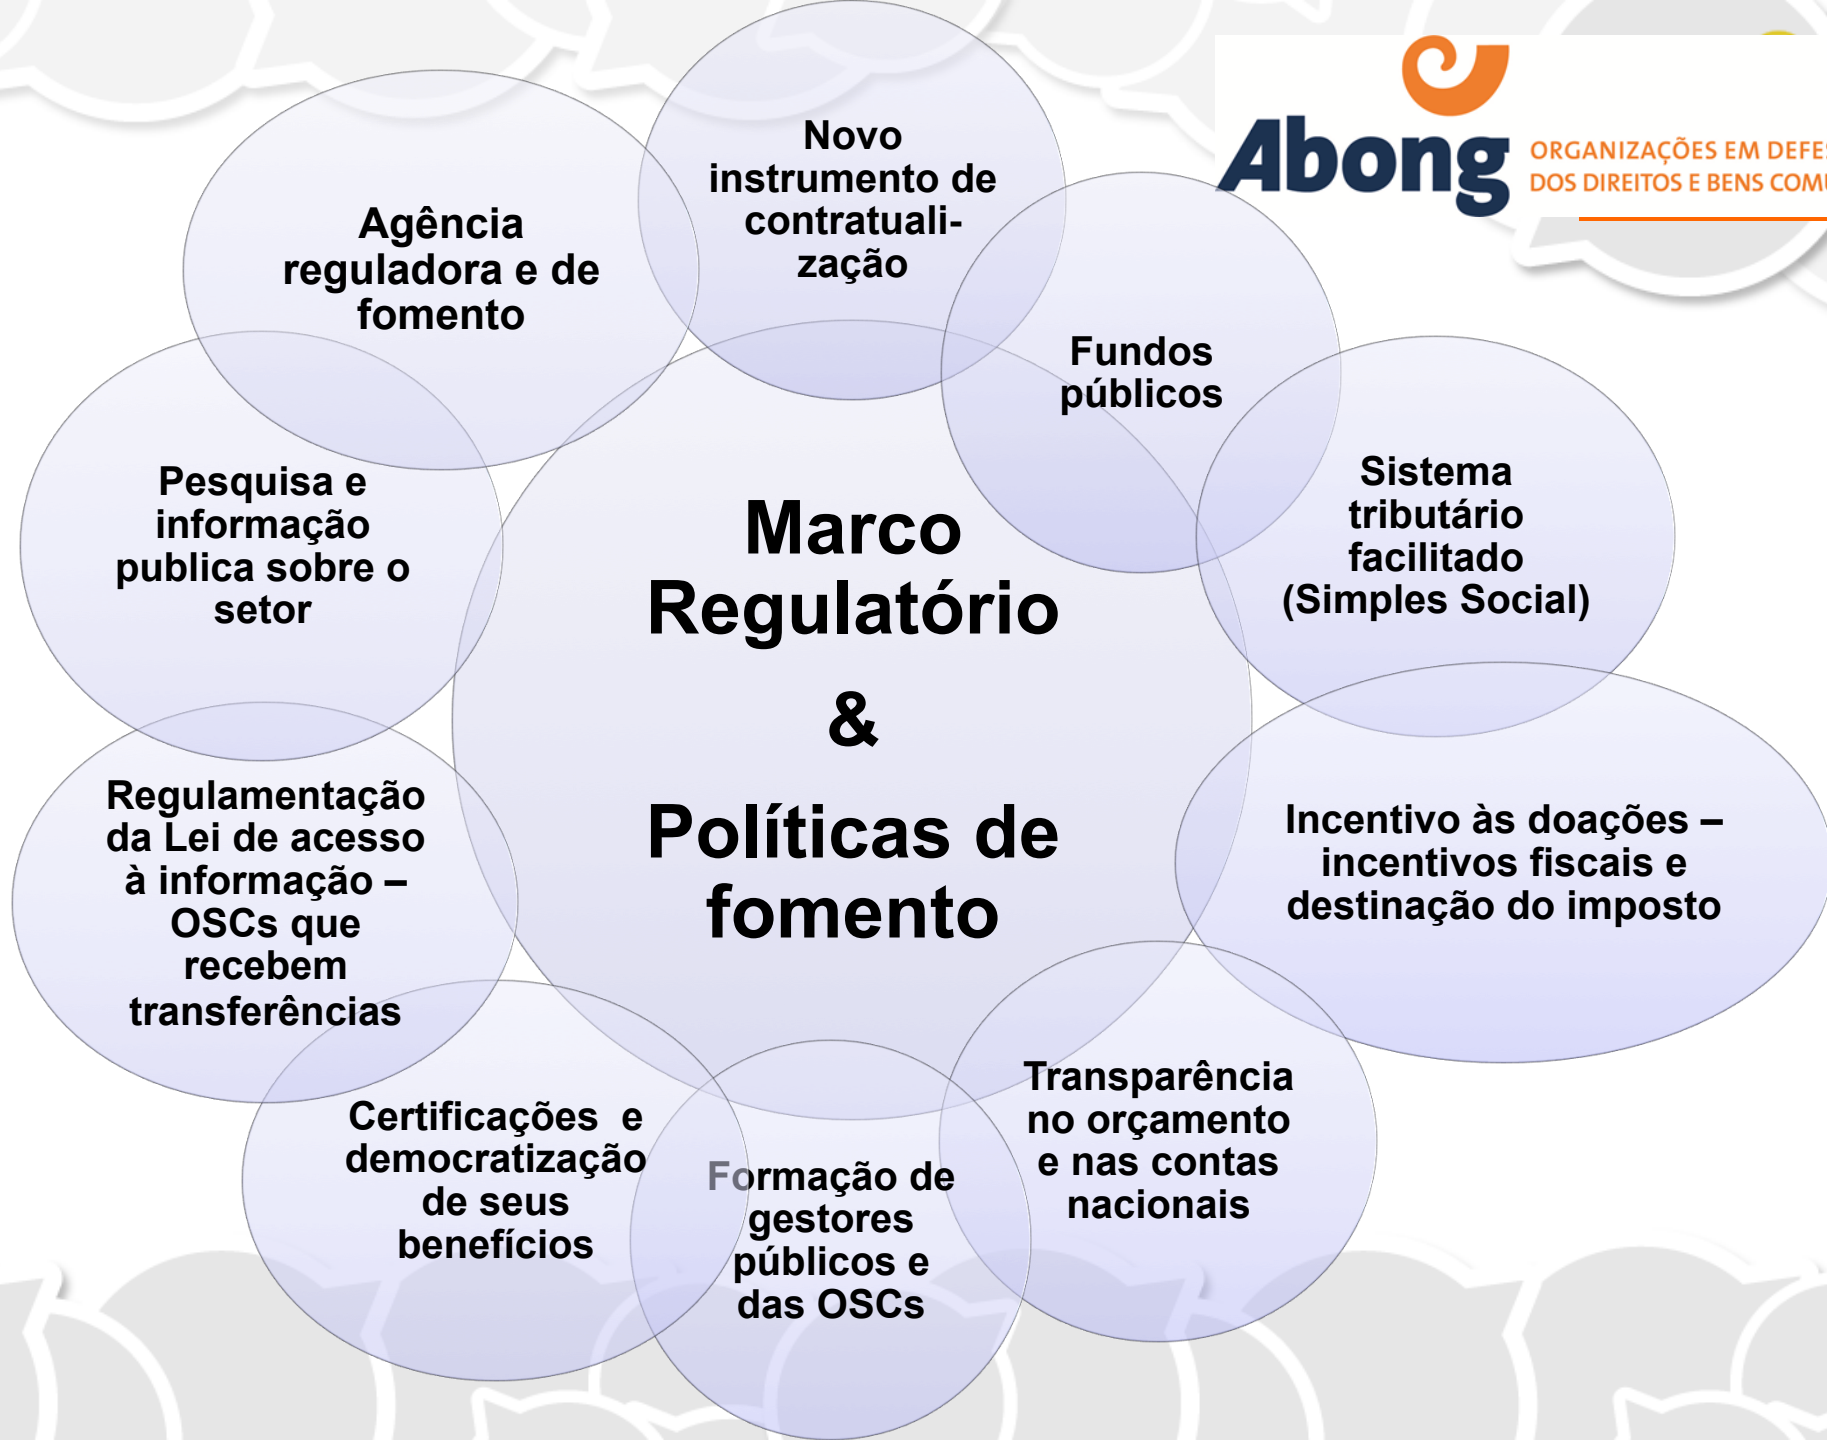 Abong
ORGANIZAÇÕES EM
DOS DIREITOS E BENS
Novo
instrumento de
contratuali-
zação
Agência
reguladora e de
fomento
Fundos
públicos
Sistema
tributário
facilitado
(Simples Social)
Pesquisa e
informação
publica sobre o
setor
Marco
Regulatório
&
Políticas de
fomento
Incentivo às doações –
incentivos fiscais e
destinação do imposto
Regulamentação
da Lei de acesso
à informação –
OSCs que
recebem
transferências
Transparência
no orçamento
e nas contas
nacionais
Certificações e
democratização
de seus
benefícios
Formação de
gestores
públicos e
das OSCs